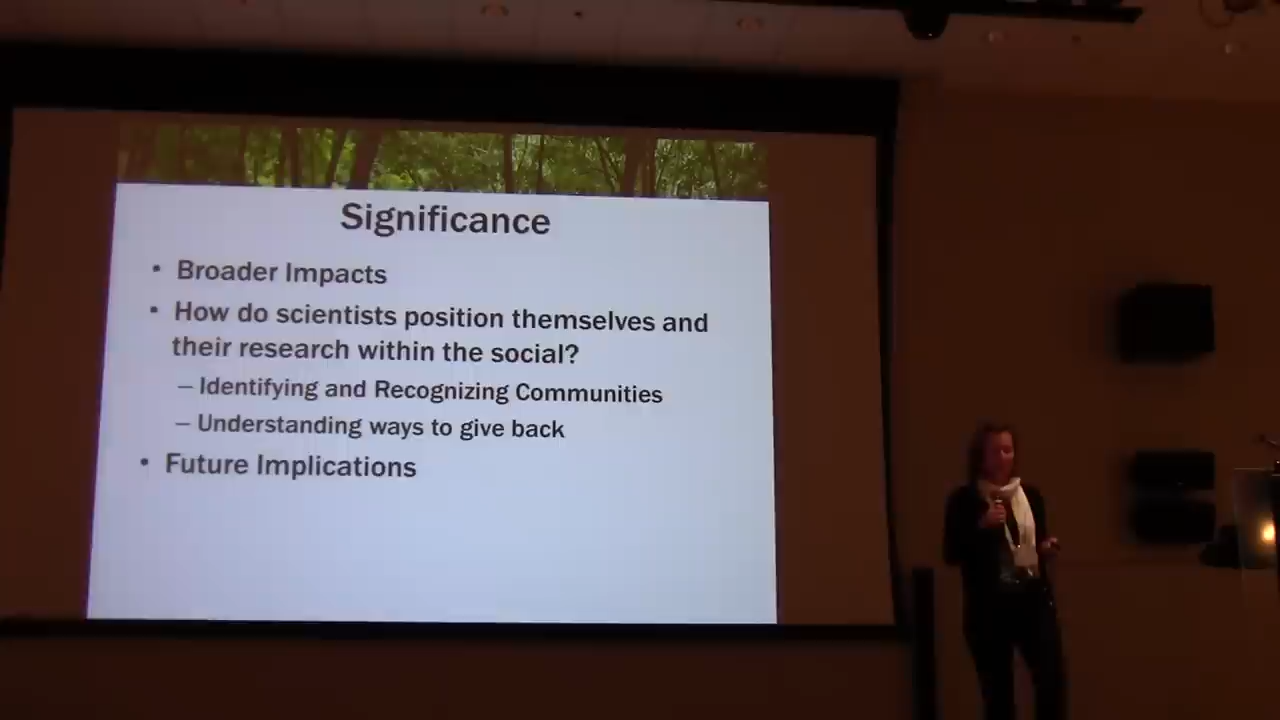 Significance
• Broader Impacts
• How do scientists position themselves and
their research within the social?
– Identifying and Recognizing Communities
– Understanding ways to give back
• Future Implications